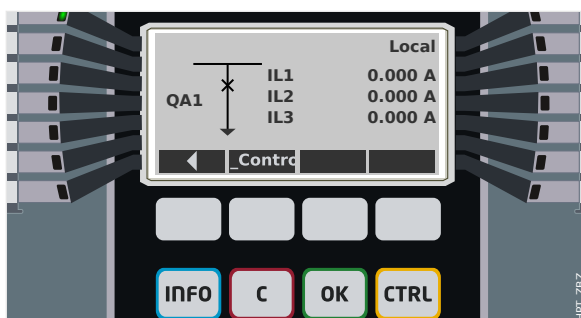 Local
IL1 0.000 A
QA1 IL2 0.000 A
IL3 0.000 A
_Contro
INFO C OK CTRL